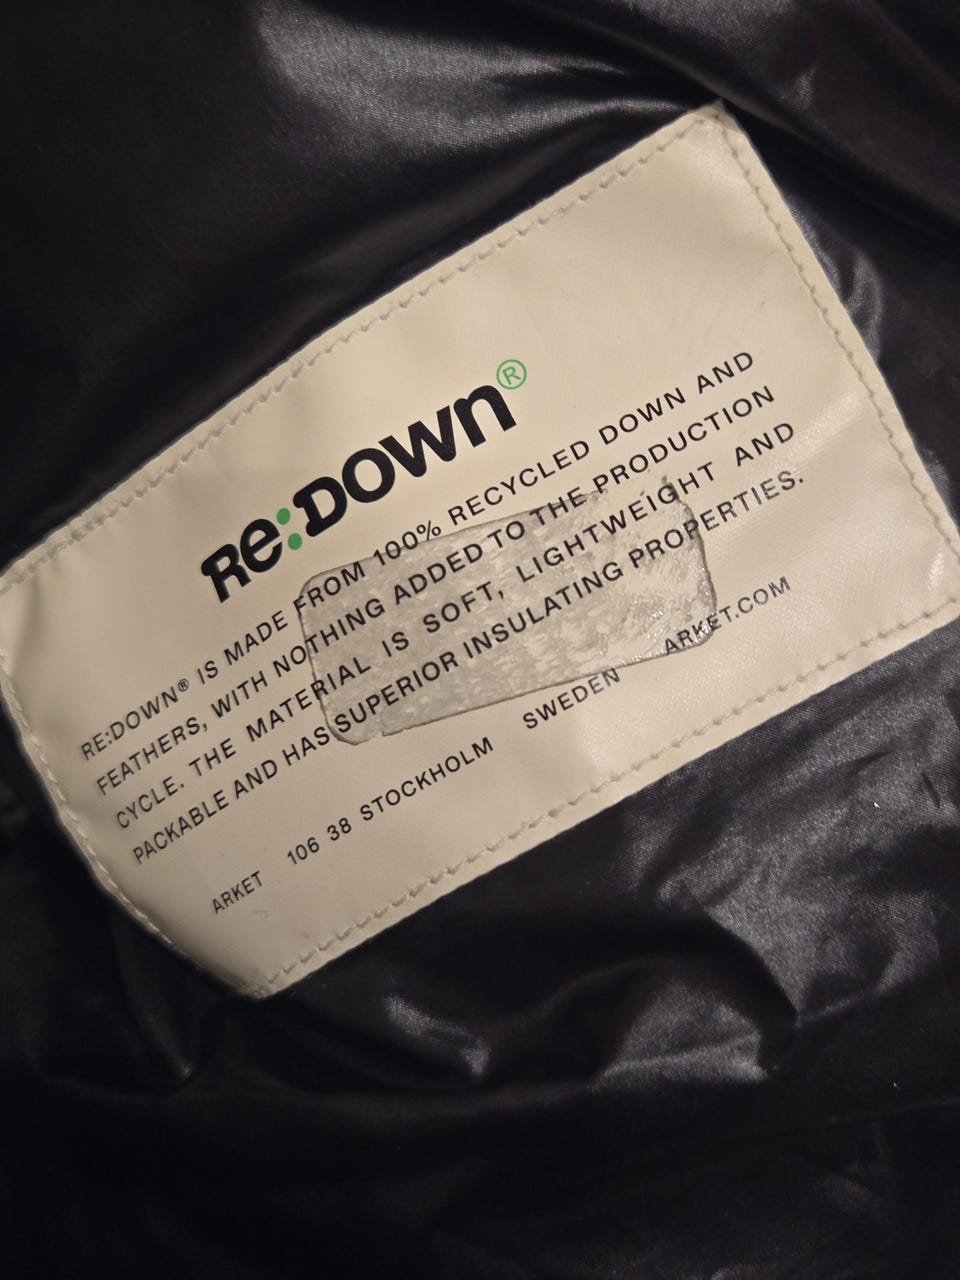 Re:DOWN®
RE:DOWN® IS MADE FROM 100% RECYCLED DOWN AND
FEATHERS, WITH NOTHING ADDED TO THE PRODUCTION
CYCLE. THE MATERIAL IS SOFT, LIGHTWEIGHT AND
PACKABLE AND HAS SUPERIOR INSULATING PROPERTIES.
ARKET 106 38 STOCKHOLM SWEDEN ARKET.COM